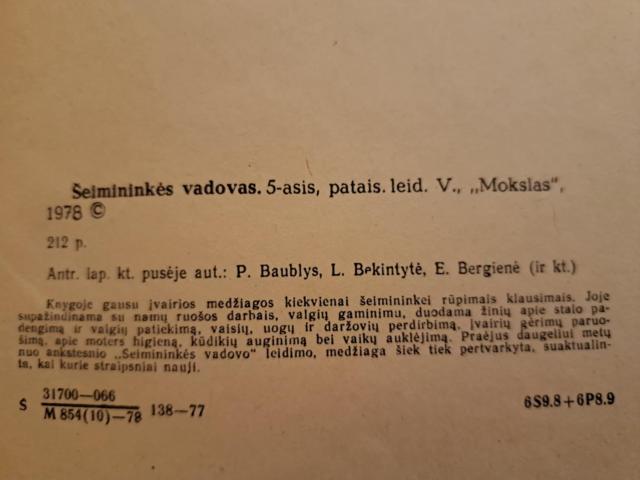 Šeimininkės vadovas. 5-asis, patais. leid. V., „Mokslas“,
1978 ©
212 p.
Antr. lap. kt. pusėje aut.: P. Baublys, L. Bekintytė, E. Bergienė (ir kt.)
Knygoje gausu įvairios medžiagos kiekvienai šeimininkei rūpimais klausimais. Joje
supažindinama su namų ruošos darbais, valgių gaminimu, duodama žinių apie stalo pa-
dengimą ir valgių patiekimą, vaisių, uogų ir daržovių perdirbimą, įvairių gėrimų paruo-
šimą, apie moters higieną, kūdikių auginimą bei vaikų auklėjimą. Praėjus daugeliui metų
nuo ankstesnio „Šeimininkės vadovo“ leidimo, medžiaga šiek tiek pertvarkyta, suaktualin-
ta, kai kurie straipsniai nauji.
Š 31700—066
M 854(10)—78 138—77 6S9.8+6P8.9